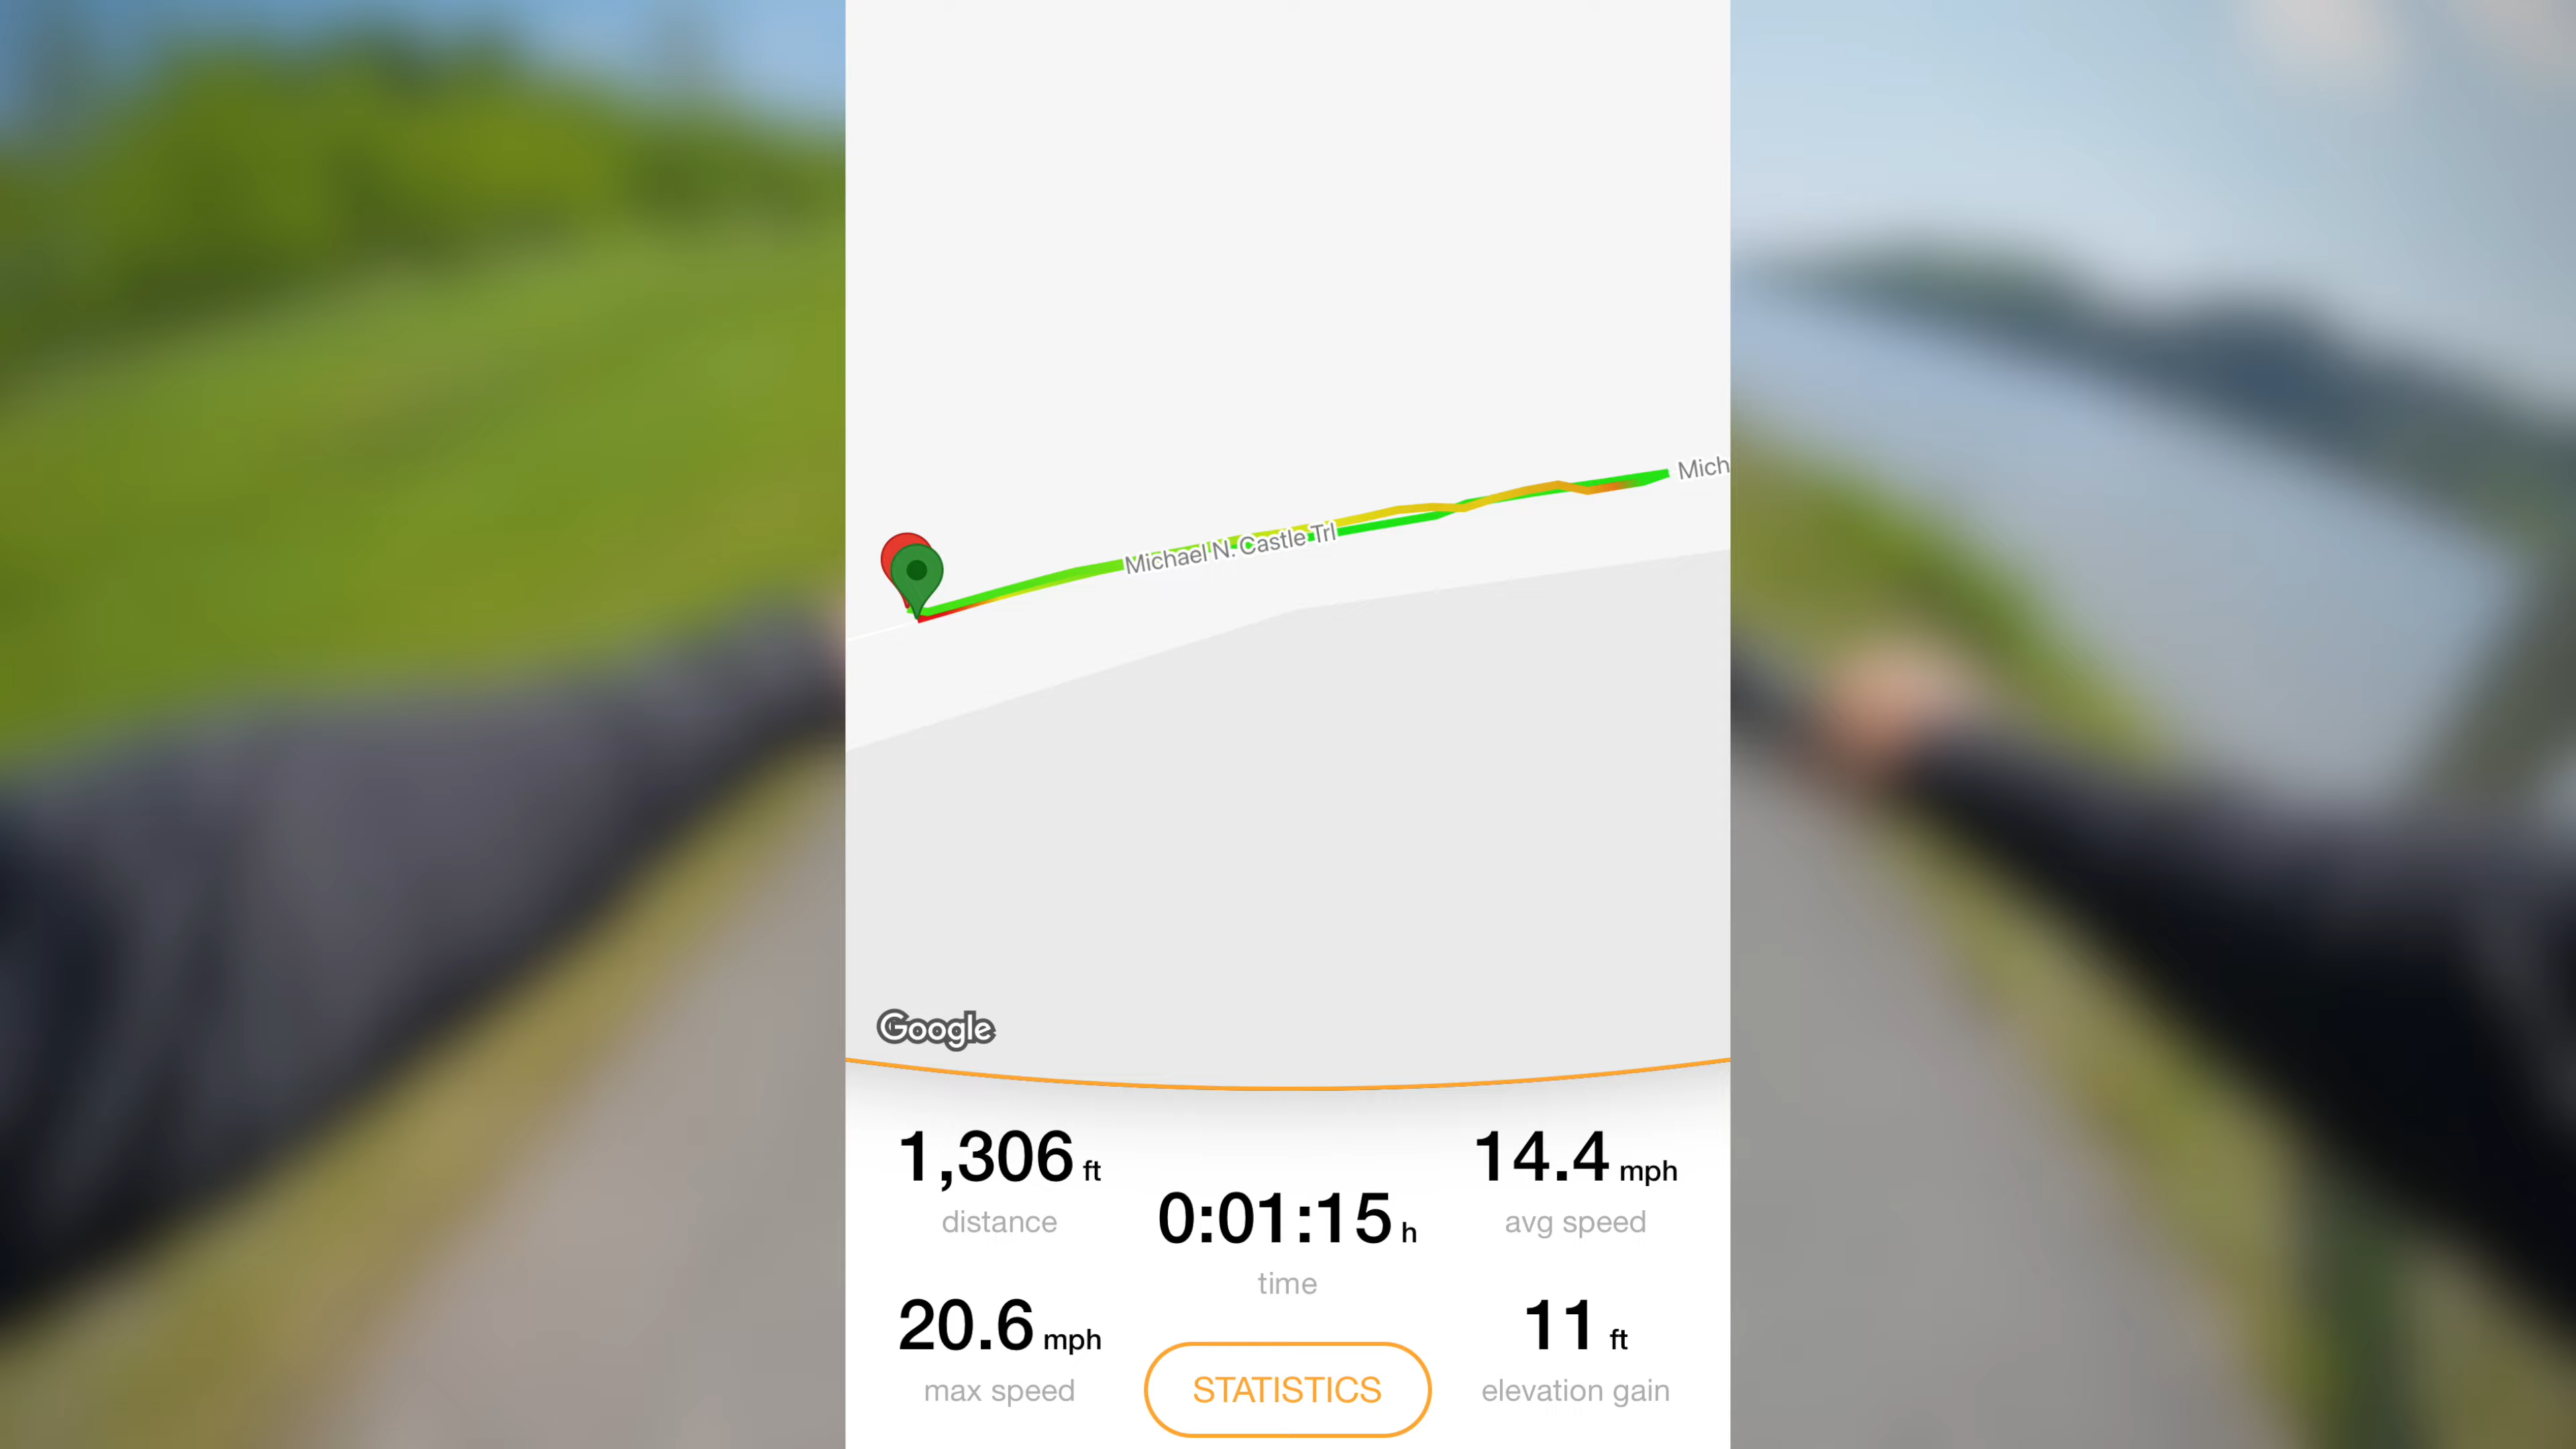 Mich
Michael N. Castle Trl
Google
1,306 ft
distance
14.4 mph
avg speed
0:01:15 h
time
20.6 mph
max speed
11 ft
elevation gain
STATISTICS